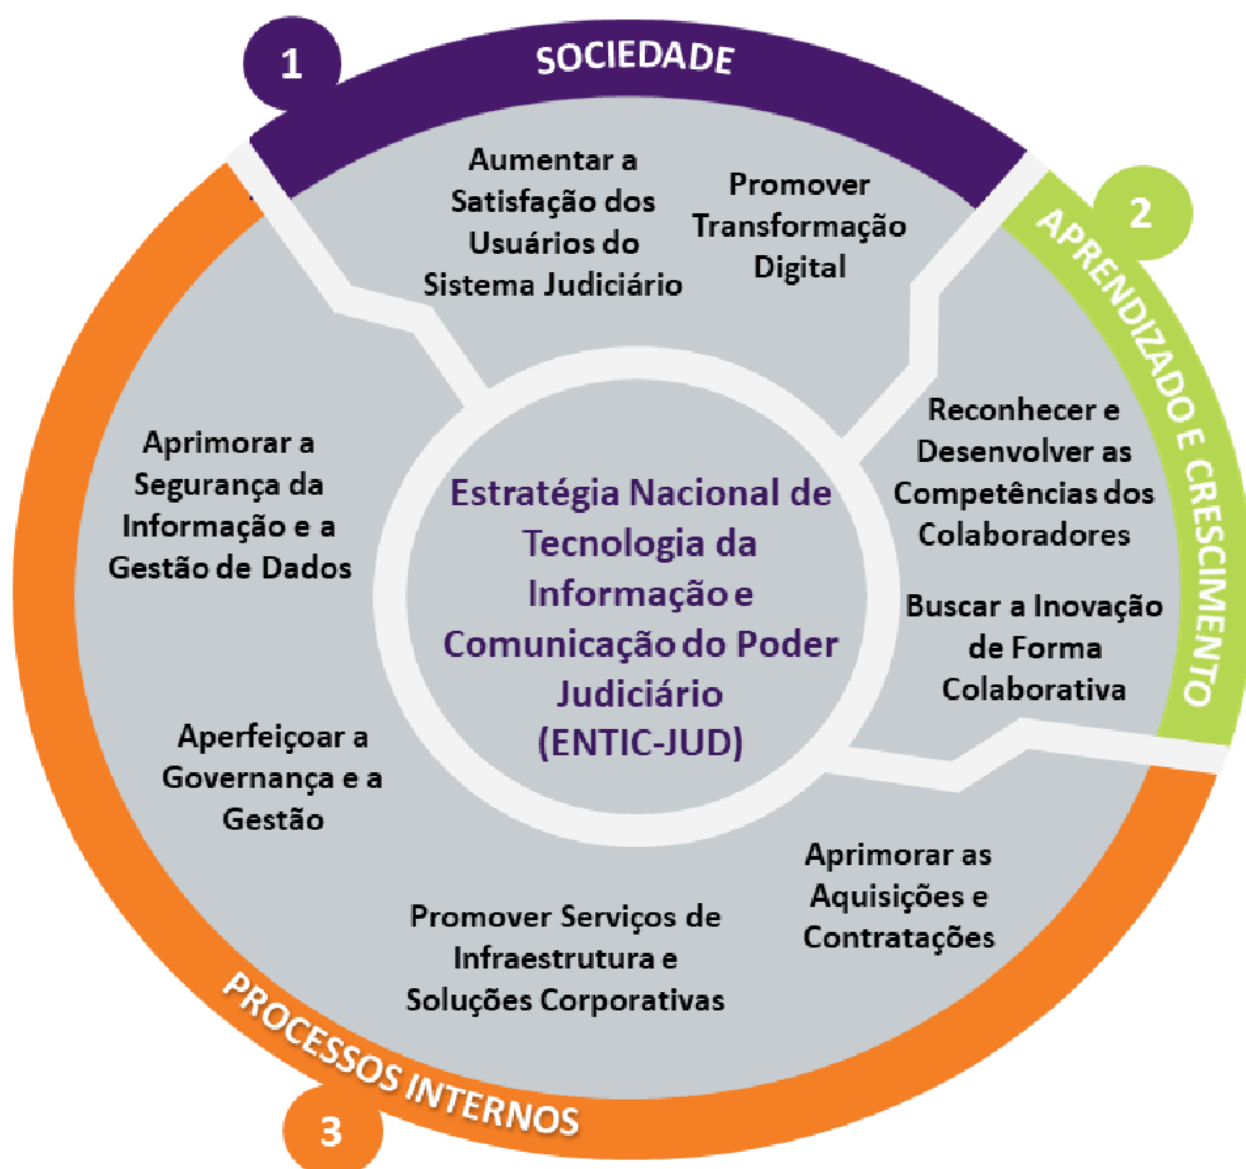 1
SOCIEDADE
Aumentar a
Satisfação dos
Usuários do
Sistema Judiciário
Promover
Transformação
Digital
2
APRENDIZADO E CRESCIMENTO
Reconhecer e
Desenvolver as
Competências dos
Colaboradores
Buscar a Inovação
de Forma
Colaborativa
Estratégia Nacional de
Tecnologia da
Informação e
Comunicação do Poder
Judiciário
(ENTIC-JUD)
Aprimorar a
Segurança da
Informação e a
Gestão de Dados
Aperfeiçoar a
Governança e a
Gestão
Promover Serviços de
Infraestrutura e
Soluções Corporativas
Aprimorar as
Aquisições e
Contratações
PROCESSOS INTERNOS
3